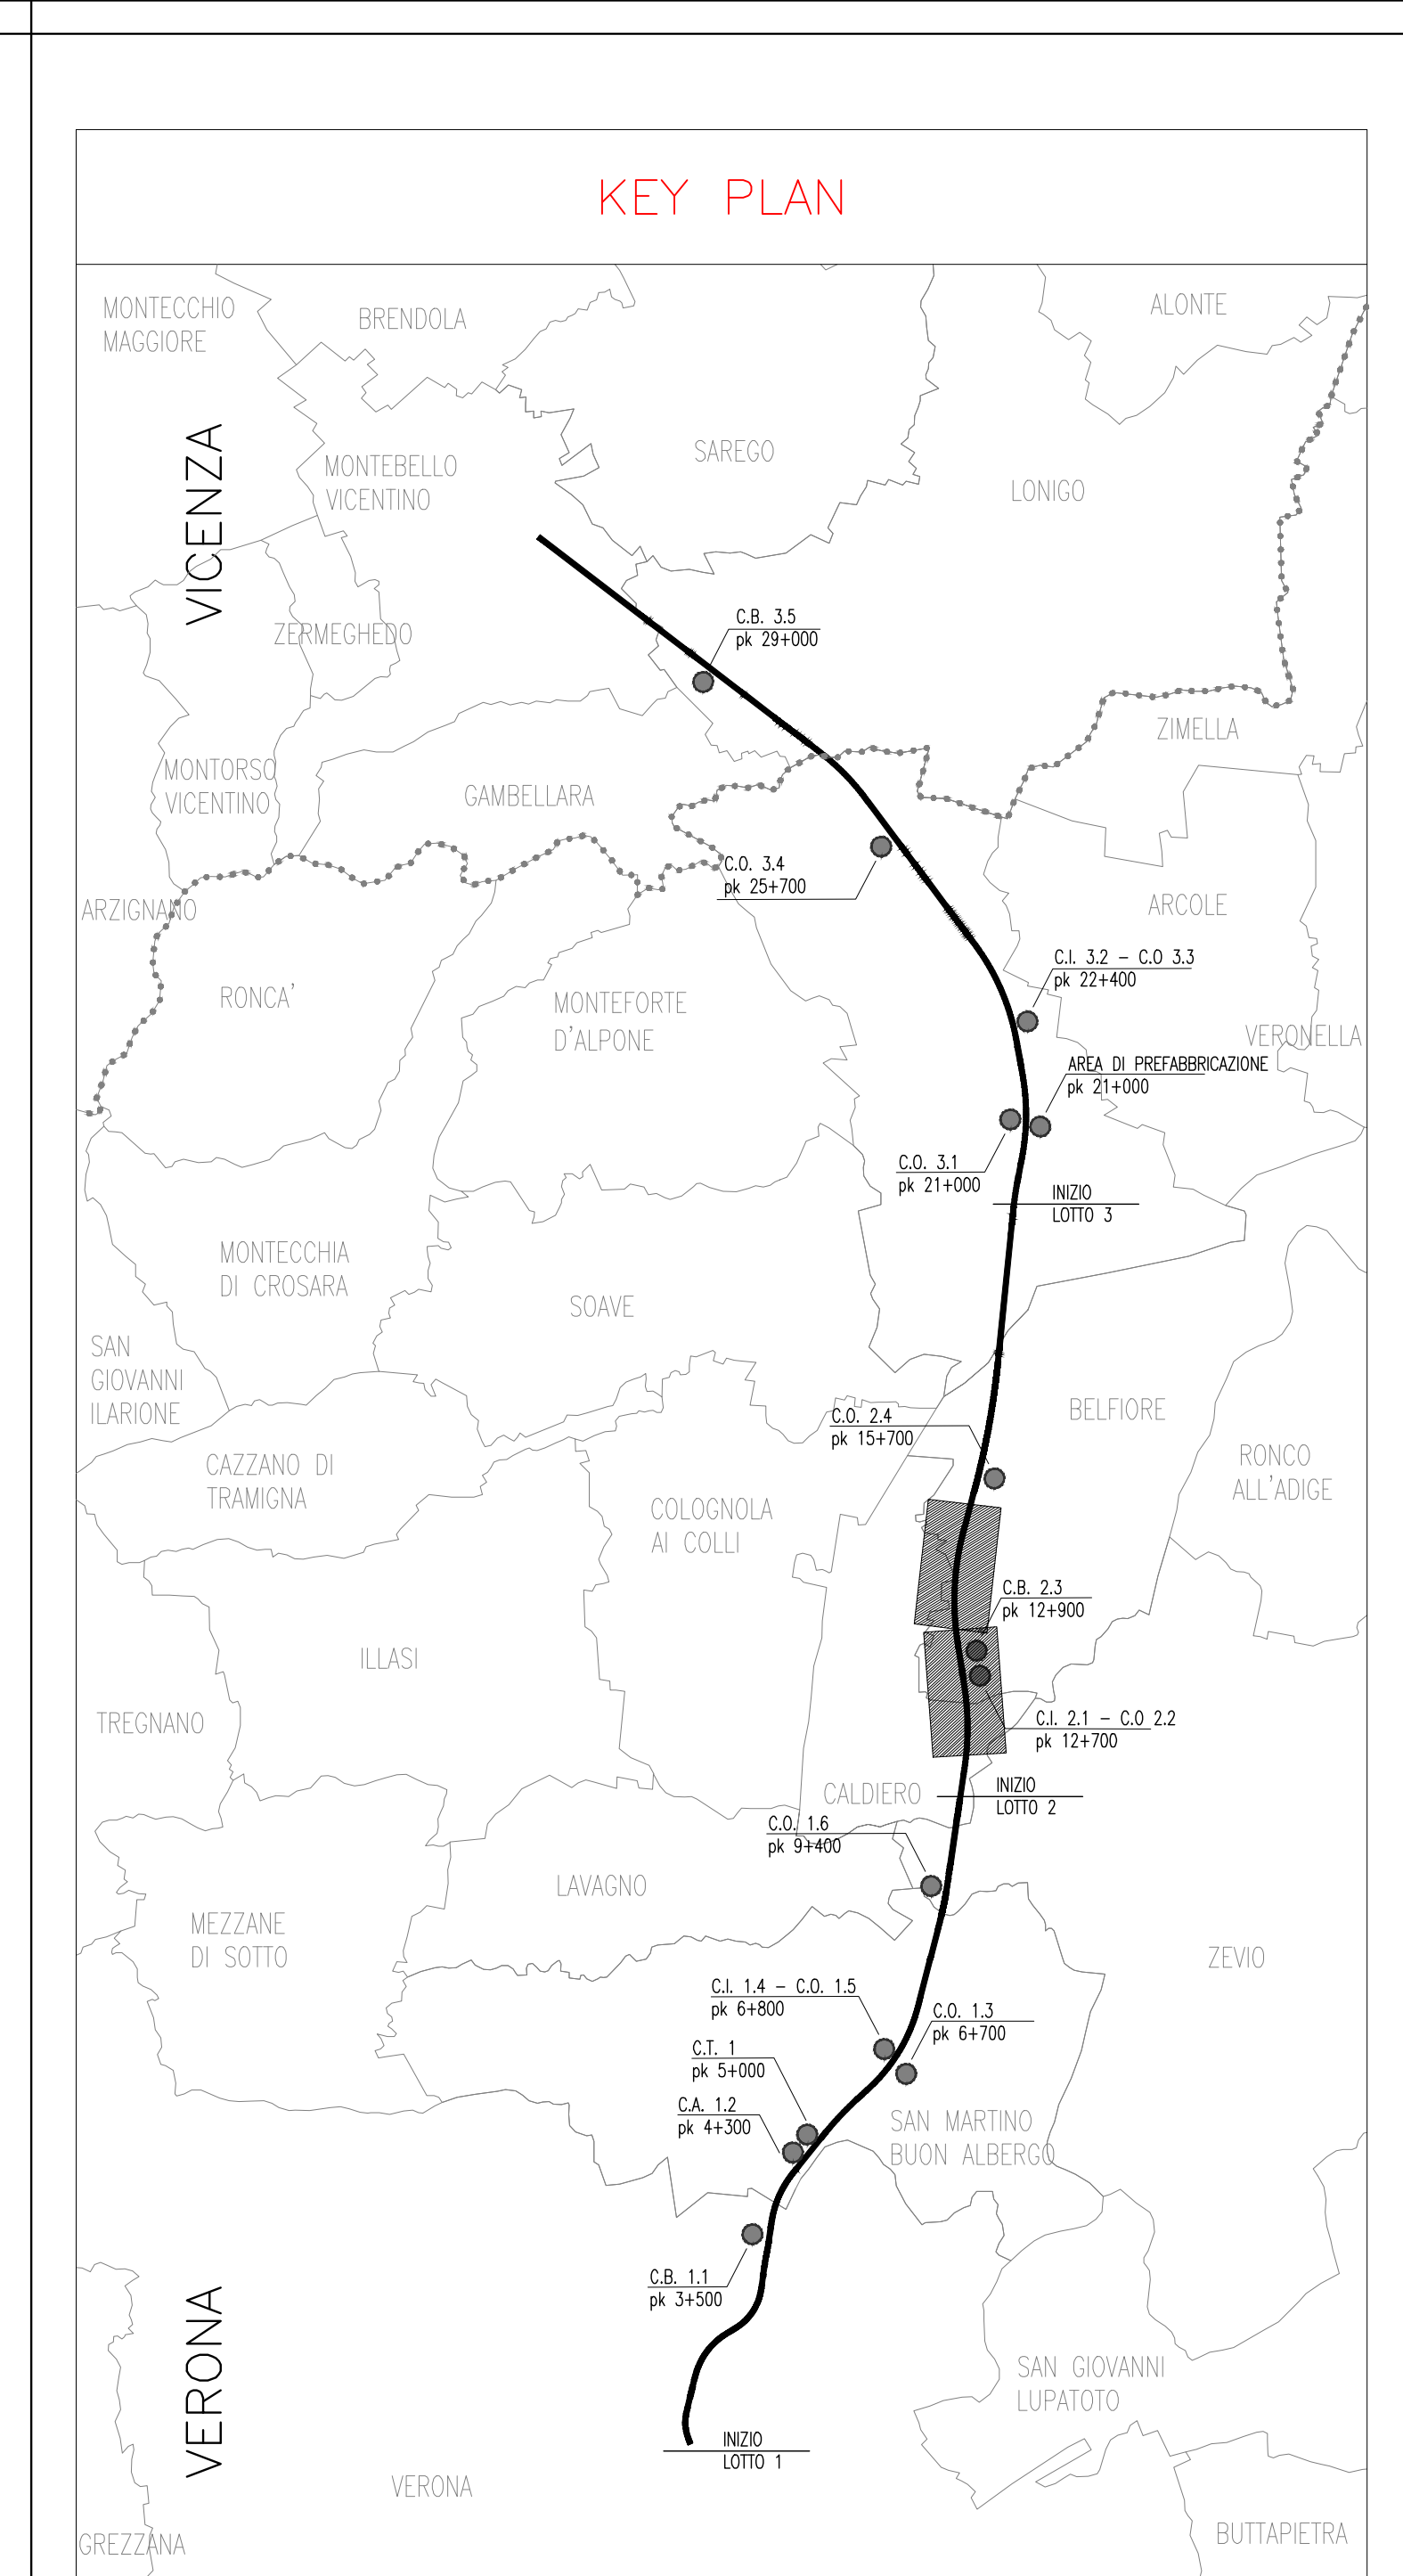 KEY PLAN
MONTECCHIO
MAGGIORE
BRENDOLA
ALONTE
VICENZA
MONTEBELLO
VICENTINO
SAREGO
LONIGO
ZERMEGHEDO
C.B. 3.5
pk 29+000
ZIMELLA
MONTORSO
VICENTINO
GAMBELLARA
C.O. 3.4
pk 25+700
ARZIGNANO
ARCOLE
C.I. 3.2 - C.O 3.3
pk 22+400
RONCA'
MONTEFORTE
D'ALPONE
VERONELLA
AREA DI PREFABBRICAZIONE
pk 21+000
C.O. 3.1
pk 21+000
INIZIO
LOTTO 3
MONTECCHIA
DI CROSARA
SOAVE
SAN
GIOVANNI
ILARIONE
BELFIORE
C.O. 2.4
pk 15+700
CAZZANO DI
TRAMIGNA
RONCO
ALL'ADIGE
COLOGNOLA
AI COLLI
C.B. 2.3
pk 12+900
ILLASI
TREGNANO
C.I. 2.1 - C.O 2.2
pk 12+700
CALDIERO
INIZIO
LOTTO 2
C.O. 1.6
pk 9+400
LAVAGNO
MEZZANE
DI SOTTO
ZEVIO
C.I. 1.4 - C.O. 1.5
pk 6+800
C.O. 1.3
pk 6+700
C.T. 1
pk 5+000
C.A. 1.2
pk 4+300
SAN MARTINO
BUON ALBERGO
C.B. 1.1
pk 3+500
VERONA
SAN GIOVANNI
LUPATOTO
INIZIO
LOTTO 1
VERONA
GREZZANA
BUTTAPIETRA